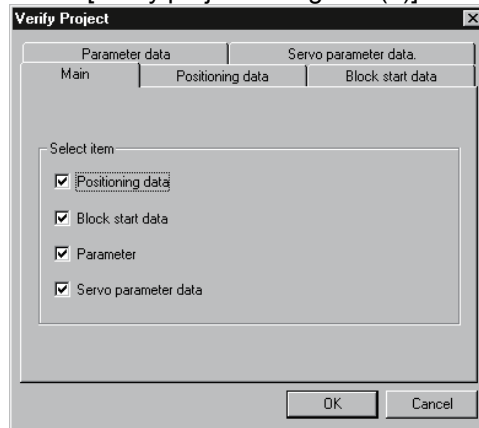 Verify Project
Parameter data
Servo parameter data.
Main
Positioning data
Block start data
Select item
Positioning data
Block start data
Parameter
Servo parameter data
OK
Cancel